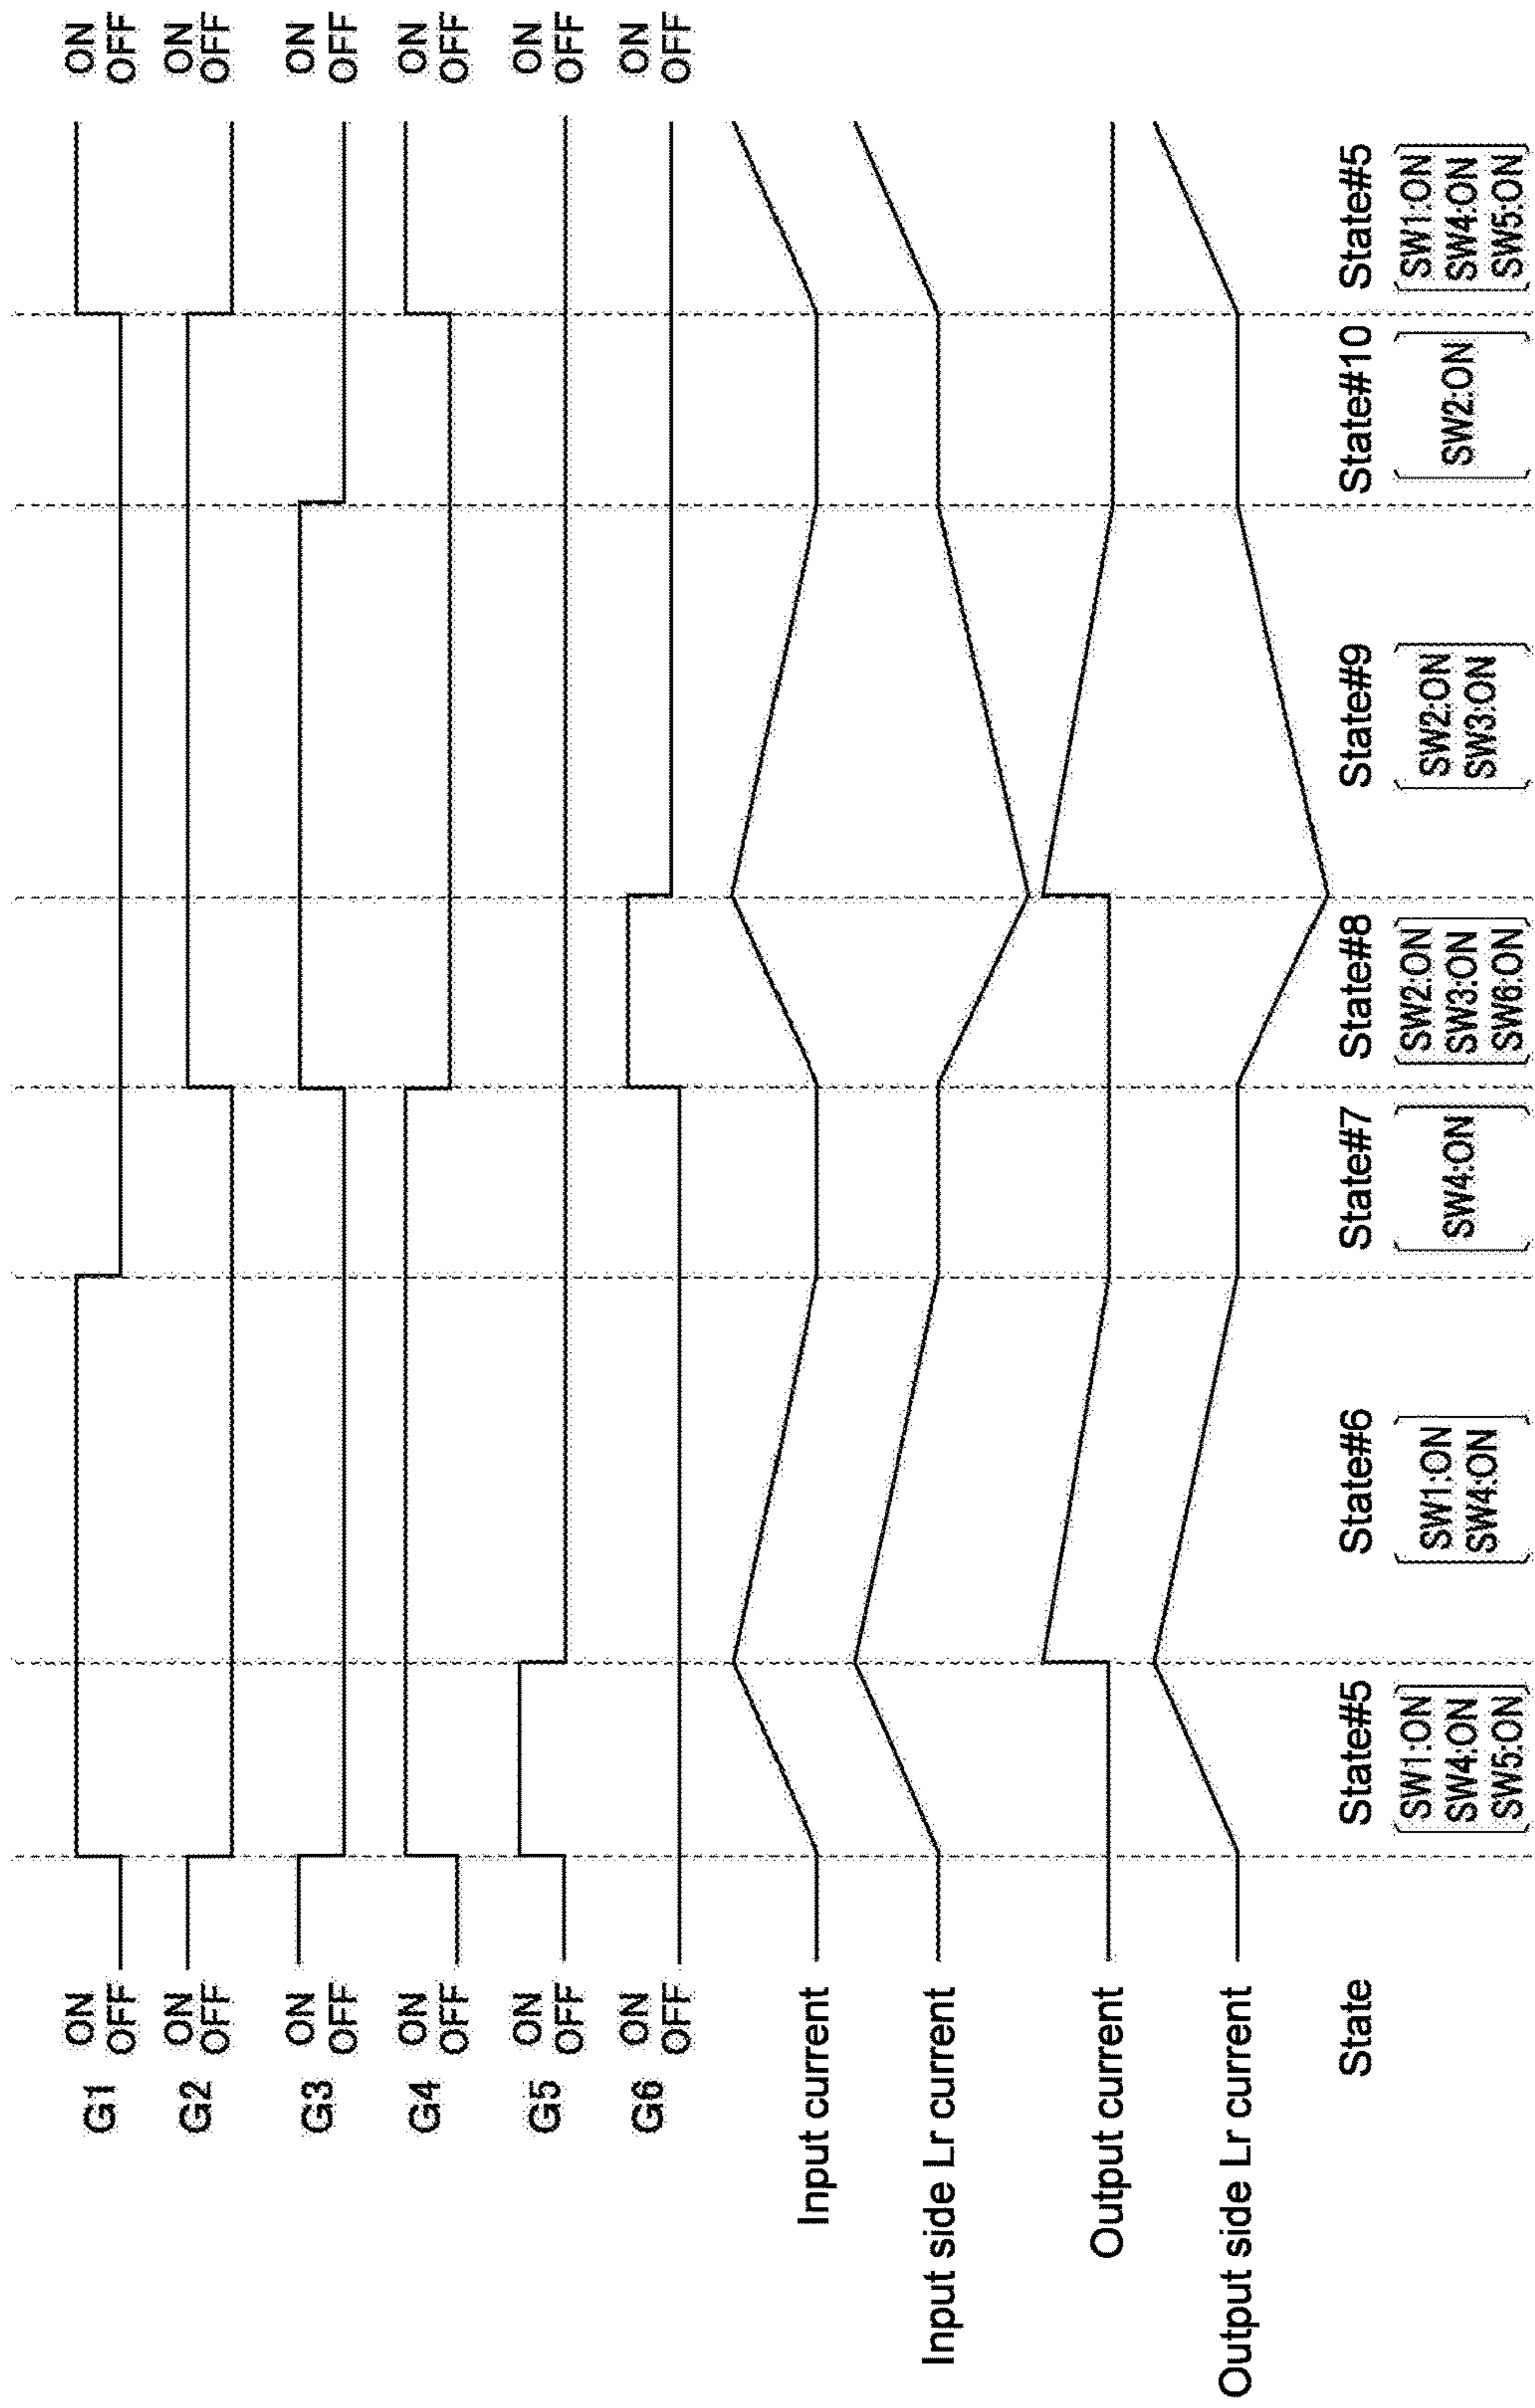 G1 ON ON
OFF OFF
G2 ON ON
OFF OFF
G3 ON ON
OFF OFF
G4 ON ON
OFF OFF
G5 ON ON
OFF OFF
G6 ON ON
OFF OFF
Input current
Input side Lr current
Output current
Output side Lr current
State State#5 State#6 State#7 State#8 State#9 State#10 State#5
SW1:ON
SW4:ON
SW5:ON
SW1:ON
SW4:ON
SW4:ON
SW2:ON
SW3:ON
SW6:ON
SW2:ON
SW3:ON
SW2:ON
SW1:ON
SW4:ON
SW5:ON